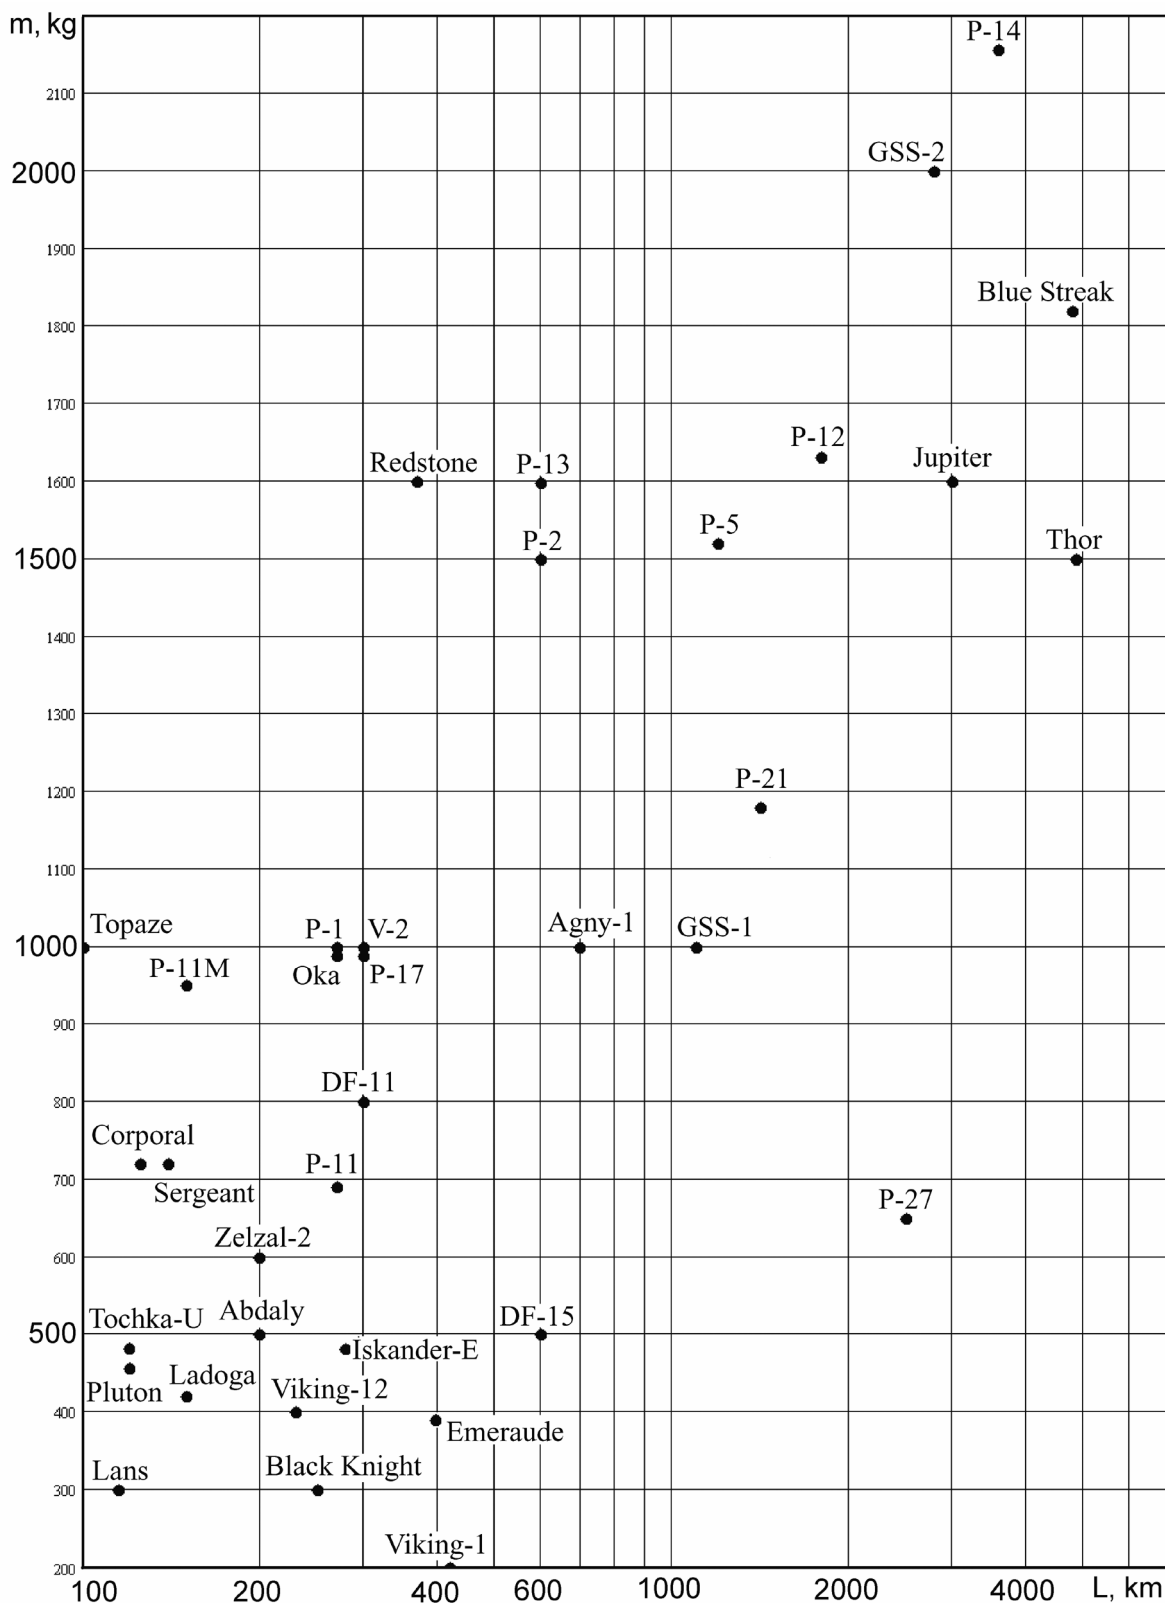 m, kg
P-14
2100
GSS-2
2000
1900
Blue Streak
1800
1700
P-12
Redstone
P-13
Jupiter
1600
P-5
P-2
Thor
1500
1400
1300
P-21
1200
1100
Topaze
P-1
V-2
Agny-1
GSS-1
1000
P-11M
Oka
P-17
900
DF-11
800
Corporal
P-11
700
Sergeant
P-27
Zelzal-2
600
Tochka-U
Abdaly
DF-15
500
Iskander-E
Pluton
Ladoga
Viking-12
400
Emeraude
Lans
Black Knight
300
Viking-1
200
100
200
400
600
1000
2000
4000
L, km